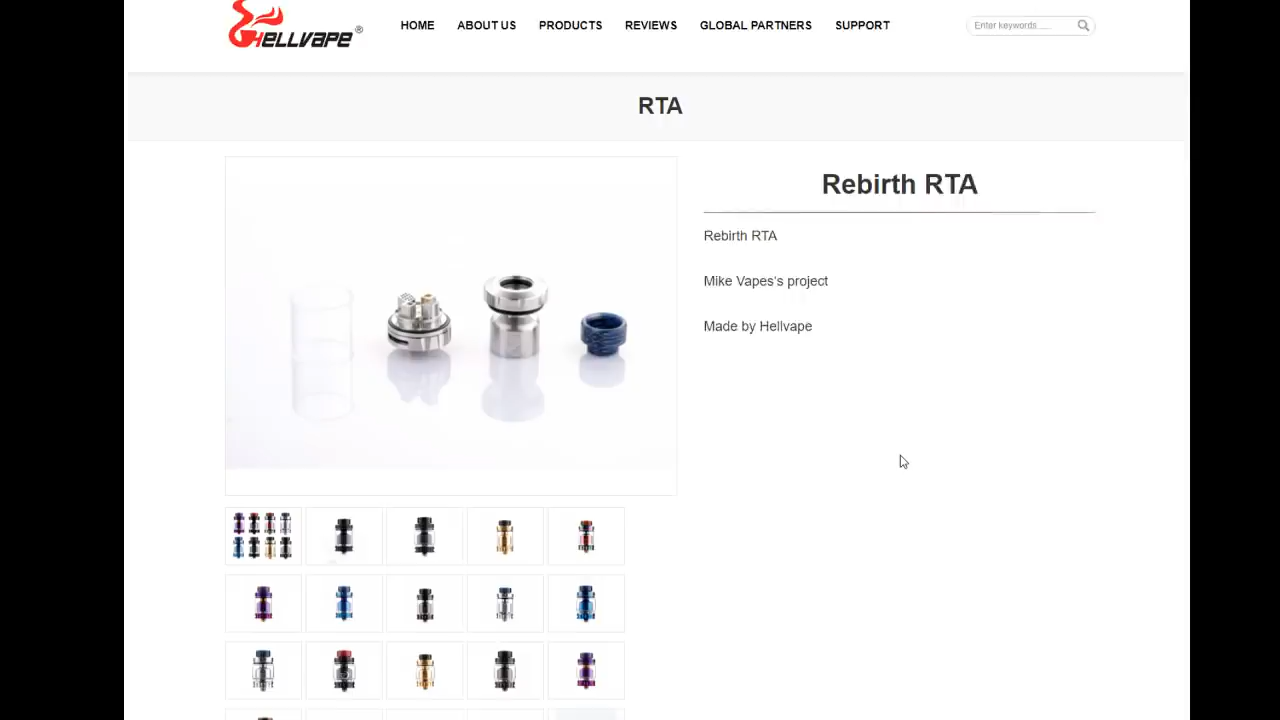 HELLVAPE ®
HOME ABOUT US PRODUCTS REVIEWS GLOBAL PARTNERS SUPPORT
Enter keywords ......
RTA
Rebirth RTA
Rebirth RTA
Mike Vapes's project
Made by Hellvape